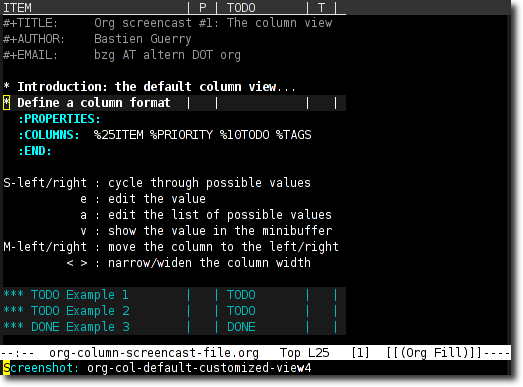 ITEM | P | TODO | T |
#+TITLE: Org screencast #1: The column view
#+AUTHOR: Bastien Guerry
#+EMAIL: bzg AT altern DOT org
* Introduction: the default column view...
* Define a column format | | | |
:PROPERTIES:
:COLUMNS: %25ITEM %PRIORITY %10TODO %TAGS
:END:
S-left/right : cycle through possible values
e : edit the value
a : edit the list of possible values
v : show the value in the minibuffer
M-left/right : move the column to the left/right
< > : narrow/widen the column width
*** TODO Example 1 | | TODO | |
*** TODO Example 2 | | TODO | |
*** DONE Example 3 | | DONE | |
--:-- org-column-screencast-file.org Top L25 [1] [[(Org Fill)]]----
Screenshot: org-col-default-customized-view4